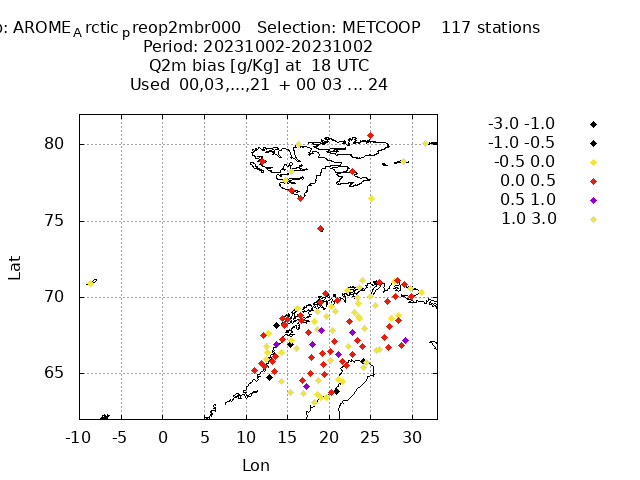 : AROME A rctic p reop2mbr000 Selection: METCOOP 117 stations
Period: 20231002-20231002
Q2m bias [g/Kg] at 18 UTC
Used 00,03,...,21 + 00 03 ... 24
-3.0 -1.0
-1.0 -0.5
-0.5 0.0
0.0 0.5
0.5 1.0
1.0 3.0
80
75
70
65
Lat
-10 -5 0 5 10 15 20 25 30
Lon